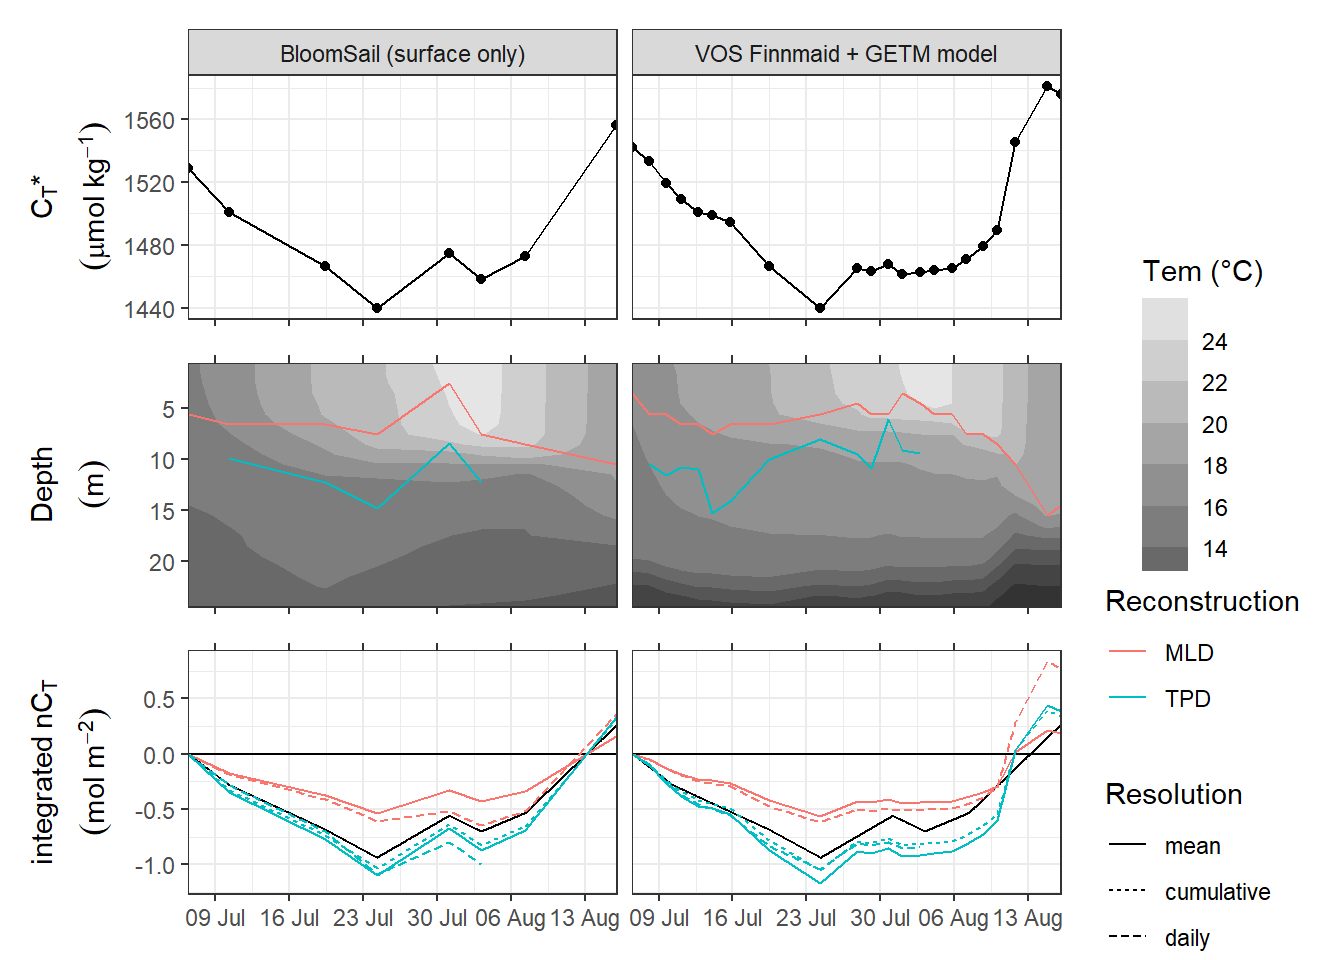 BloomSail (surface only)
VOS Finnmaid + GETM model
C_T*
(μmol kg⁻¹)
1560
1520
1480
1440
Depth
(m)
5
10
15
20
integrated nC_T
(mol m⁻²)
0.5
0.0
-0.5
-1.0
09 Jul 16 Jul 23 Jul 30 Jul 06 Aug 13 Aug
09 Jul 16 Jul 23 Jul 30 Jul 06 Aug 13 Aug
Tem (°C)
24
22
20
18
16
14
Reconstruction
MLD
TPD
Resolution
mean
cumulative
daily